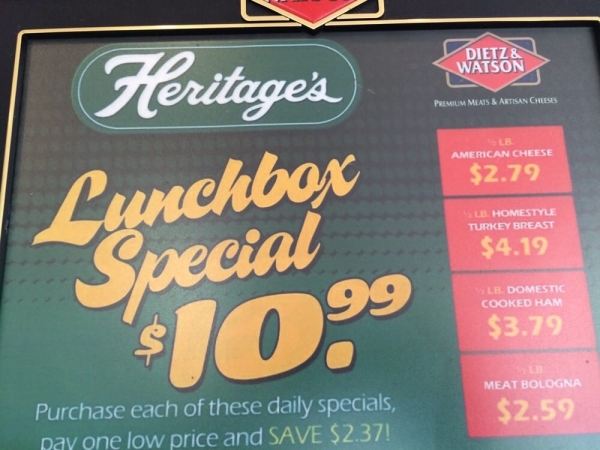 Heritage's
DIETZ &
WATSON
PREMIUM MEATS & ARTISAN CHEESES
Lunchbox
Special
$10.99
½ LB.
AMERICAN CHEESE
$2.79
½ LB. HOMESTYLE
TURKEY BREAST
$4.19
½ LB. DOMESTIC
COOKED HAM
$3.79
½ LB.
MEAT BOLOGNA
$2.59
Purchase each of these daily specials,
pay one low price and SAVE $2.37!